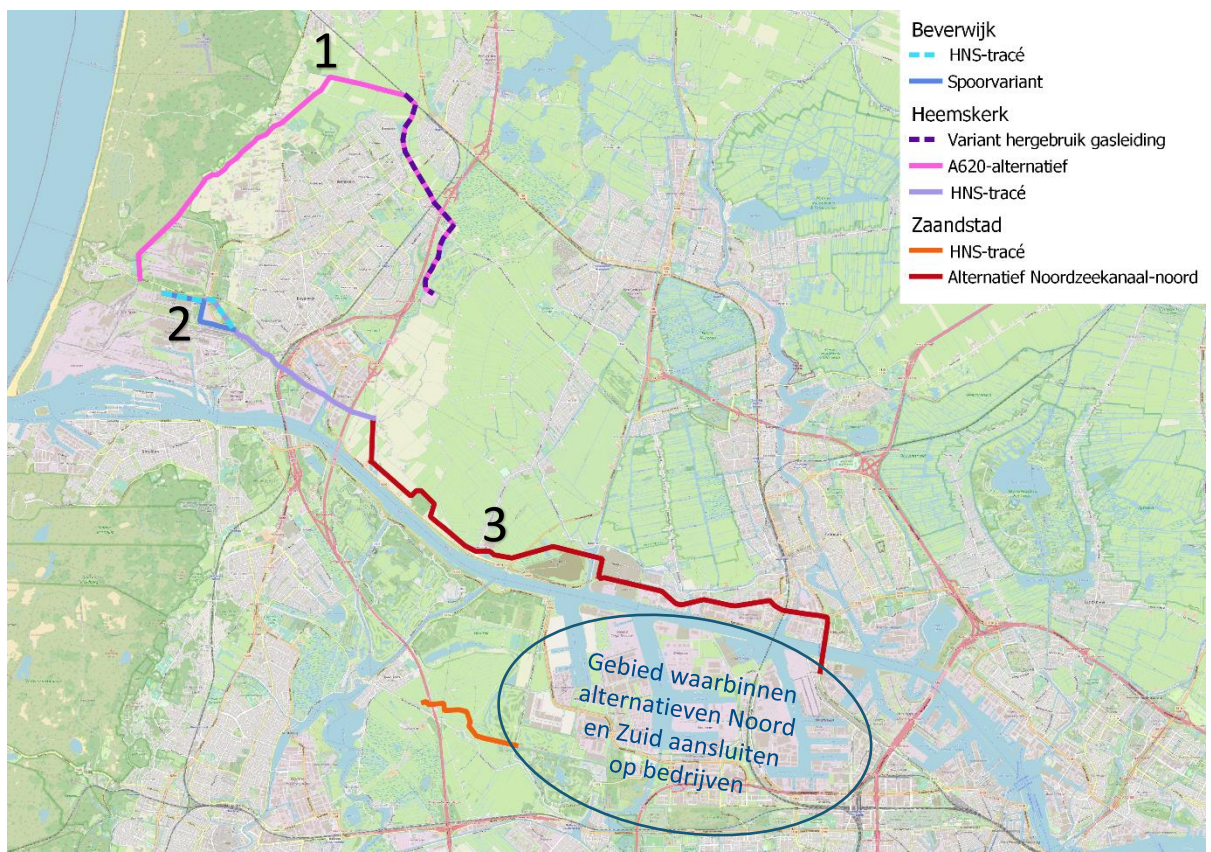 1
2
3
Gebied waarbinnen
alternatieven Noord
en Zuid aansluiten
op bedrijven
Beverwijk
HNS-tracé
Spoorvariant
Heemskerk
Variant hergebruik gasleiding
A620-alternatief
HNS-tracé
Zaandstad
HNS-tracé
Alternatief Noordzeekanaal-noord